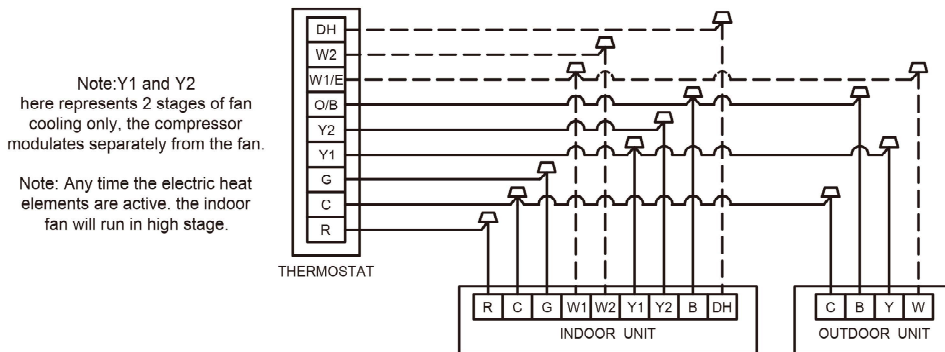 Note:Y1 and Y2
here represents 2 stages of fan
cooling only, the compressor
modulates separately from the fan.
Note: Any time the electric heat
elements are active. the indoor
fan will run in high stage.
DH
W2
W1/E
O/B
Y2
Y1
G
C
R
THERMOSTAT
R C G W1 W2 Y1 Y2 B DH
INDOOR UNIT
C B Y W
OUTDOOR UNIT